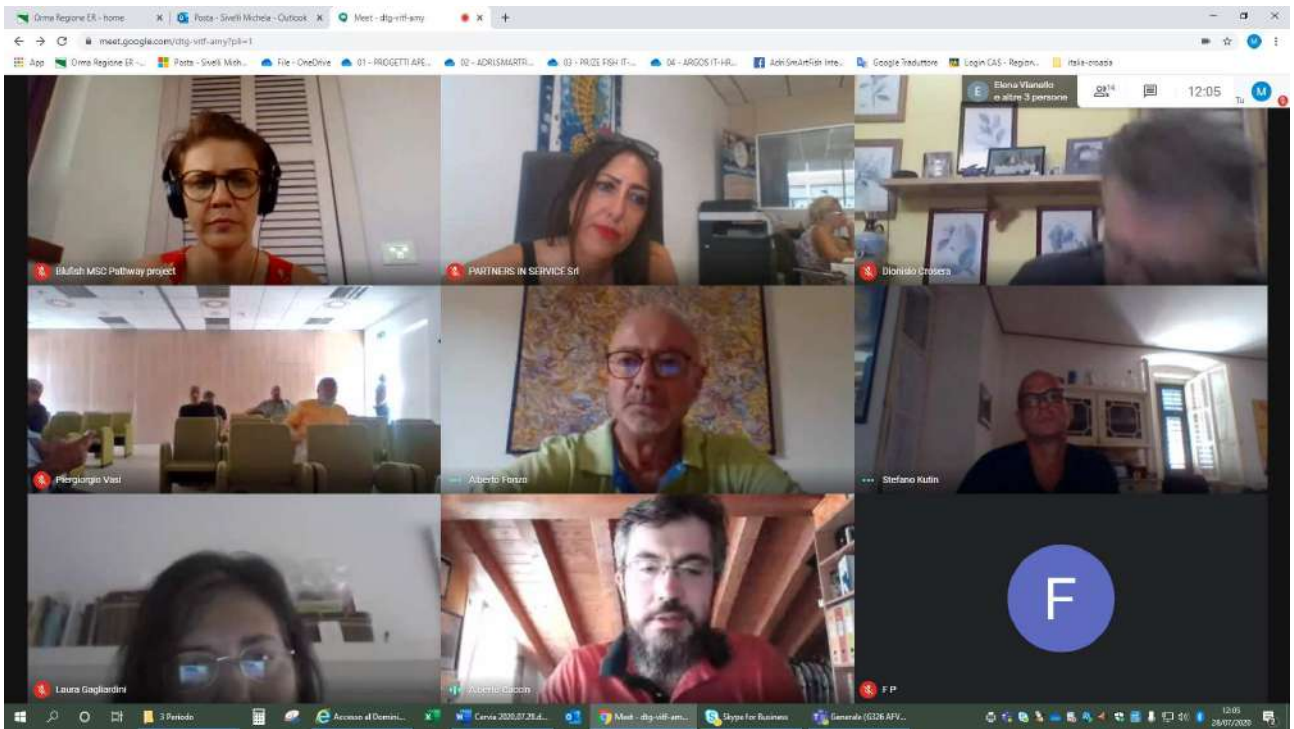 Orma Regione ER - home
Posta - Sivelli Michela - Outlook
Meet - dtg-vitf-amy
meet.google.com/dtg-vitf-amy?pli=1
App
Orma Regione ER -...
Posta - Sivelli Mich...
File - OneDrive
01 - PROGETTI APE...
02 - ADRISMARTFI...
03 - PRIZE FISH IT-...
04 - ARGOS IT-HR...
AdriSmArtFish Inte...
Google Traduttore
Login CAS - Region...
italia-croazia
Elena Vianello
e altre 3 persone
14
12:05
Tu
M
Blufish MSC Pathway project
PARTNERS IN SERVICE Srl
Dionisio Crosera
Piergiorgio Vasi
Alberto Fonzo
Stefano Kutin
Laura Gagliardini
Alberto Caccin
F
F P
3 Periodo
Accesso al Domini...
Cervia 2020.07.28.d...
Meet - dtg-vitf-am...
Skype for Business
Generale (G326 AFV...
12:05
28/07/2020